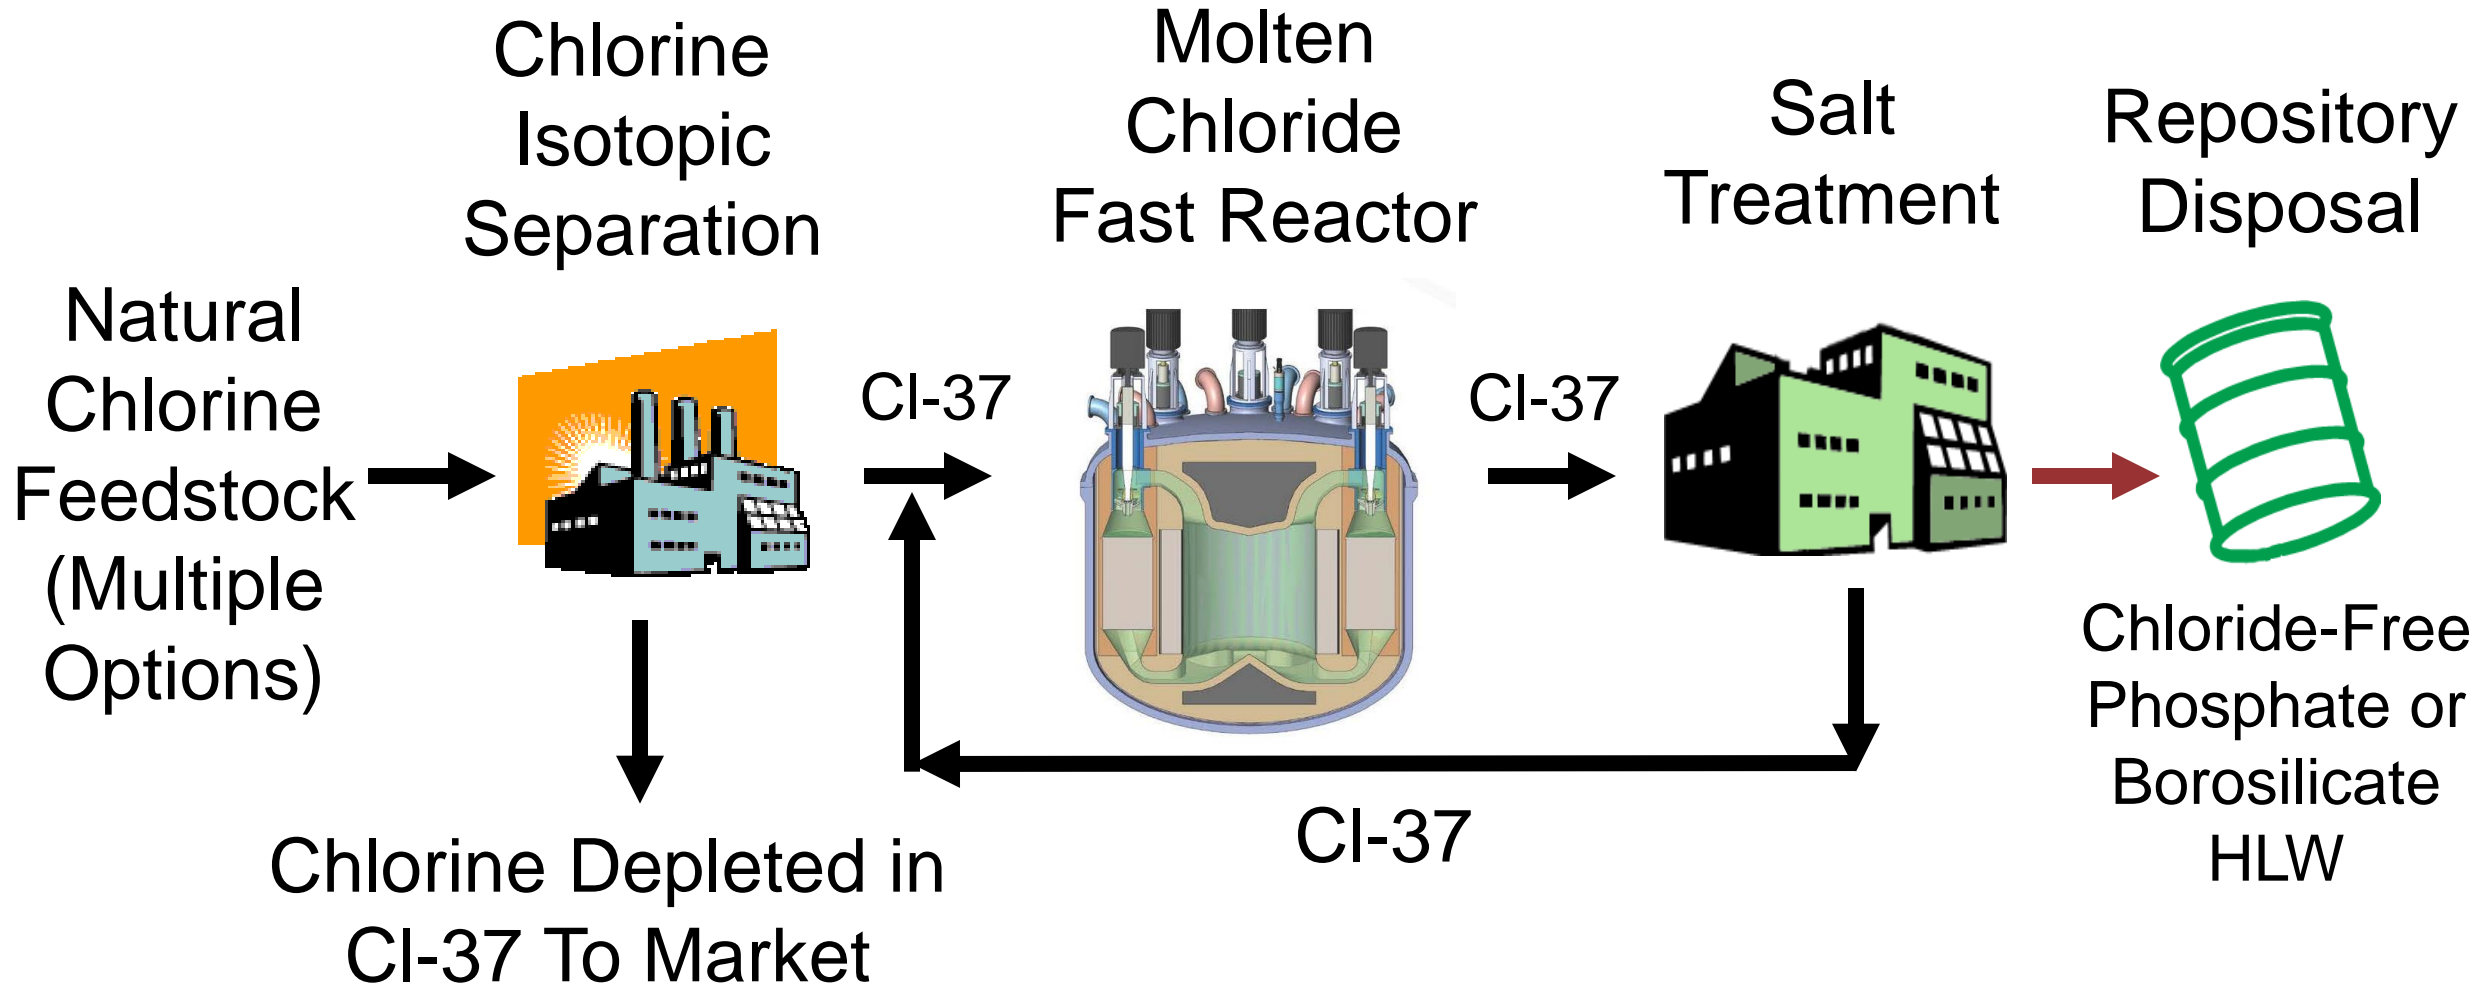 Natural
Chlorine
Feedstock
(Multiple
Options)
Chlorine
Isotopic
Separation
Chlorine Depleted in
Cl-37 To Market
Cl-37
Molten
Chloride
Fast Reactor
Cl-37
Cl-37
Salt
Treatment
Repository
Disposal
Chloride-Free
Phosphate or
Borosilicate
HLW